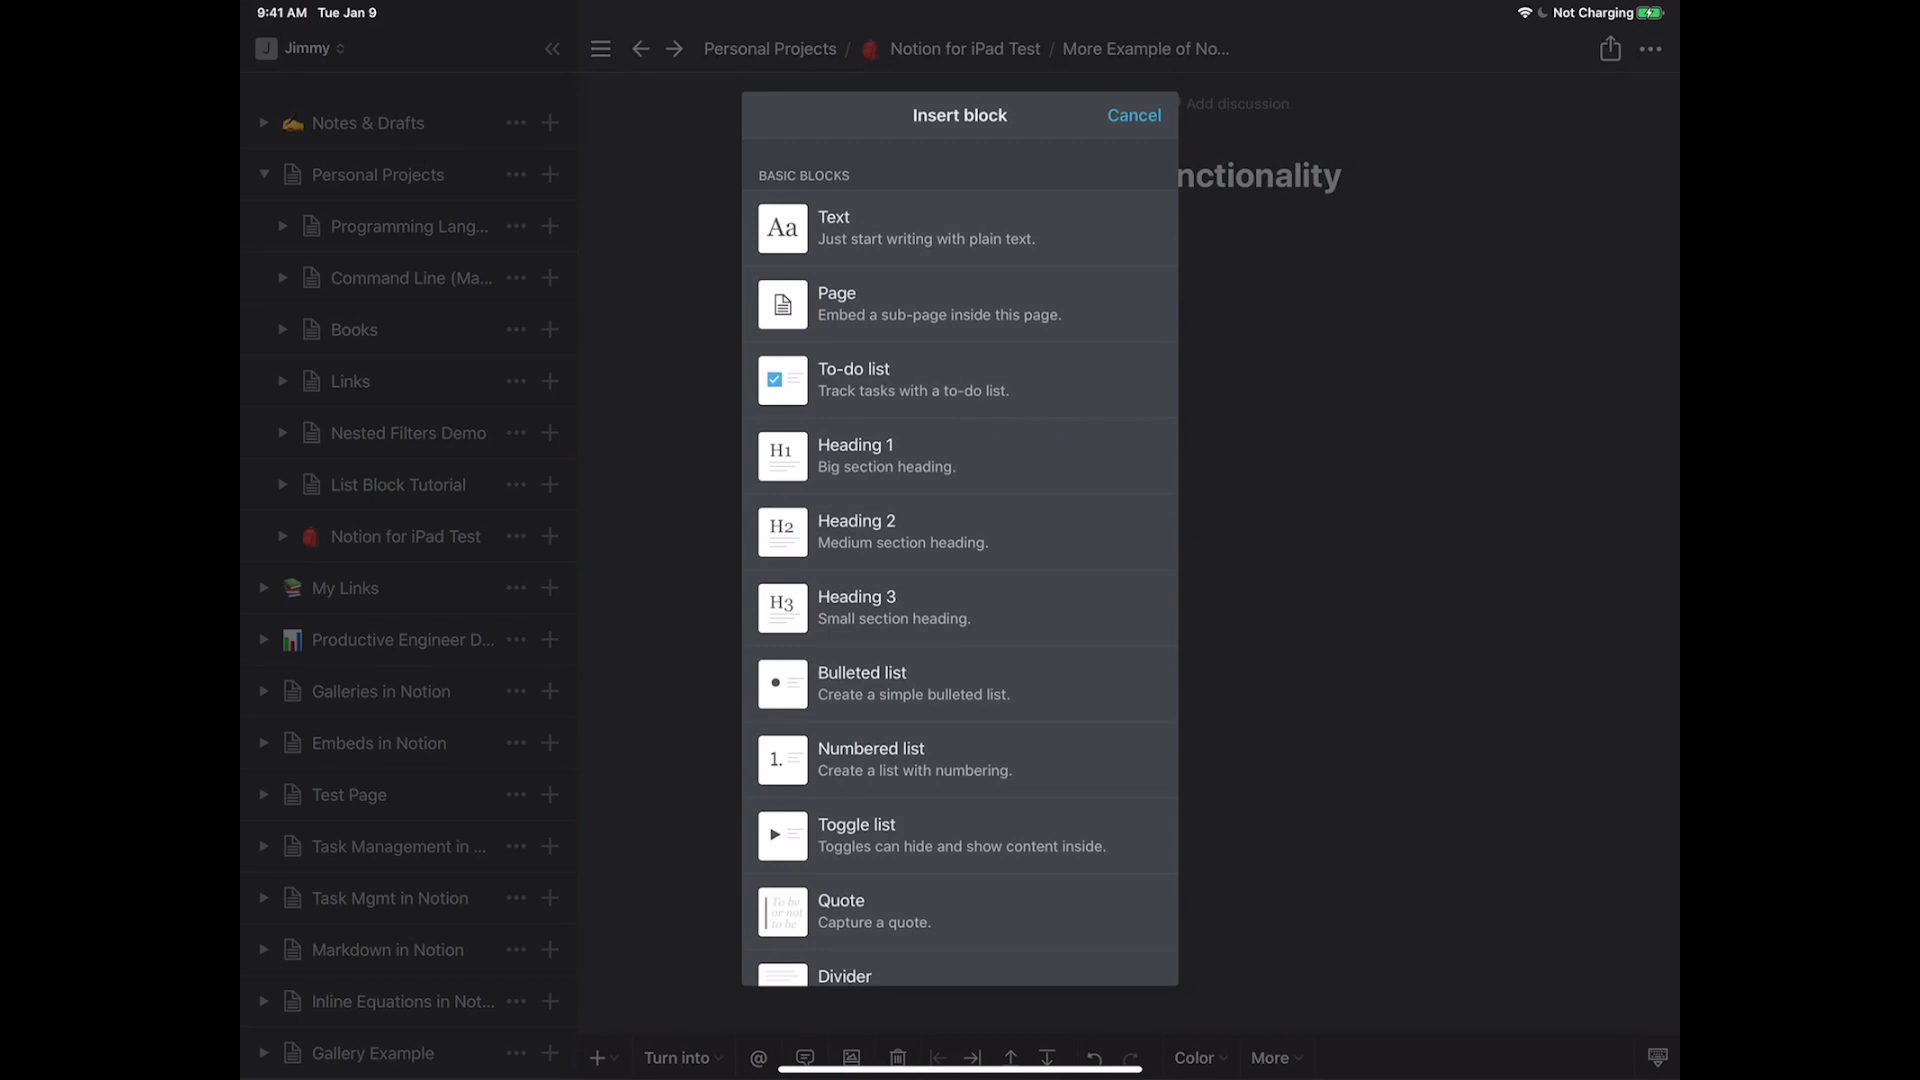 9:41 AM Tue Jan 9
Not Charging
J Jimmy
Personal Projects / Notion for iPad Test / More Example of No...
Notes & Drafts
Personal Projects
Programming Lang...
Command Line (Ma...
Books
Links
Nested Filters Demo
List Block Tutorial
Notion for iPad Test
My Links
Productive Engineer D...
Galleries in Notion
Embeds in Notion
Test Page
Task Management in ...
Task Mgmt in Notion
Markdown in Notion
Inline Equations in Not...
Gallery Example
Add discussion
nctionality
Insert block
Cancel
BASIC BLOCKS
Aa
Text
Just start writing with plain text.
Page
Embed a sub-page inside this page.
To-do list
Track tasks with a to-do list.
H1
Heading 1
Big section heading.
H2
Heading 2
Medium section heading.
H3
Heading 3
Small section heading.
Bulleted list
Create a simple bulleted list.
1.
Numbered list
Create a list with numbering.
Toggle list
Toggles can hide and show content inside.
To be
or not
to be
Quote
Capture a quote.
Divider
Turn into
@
Color
More